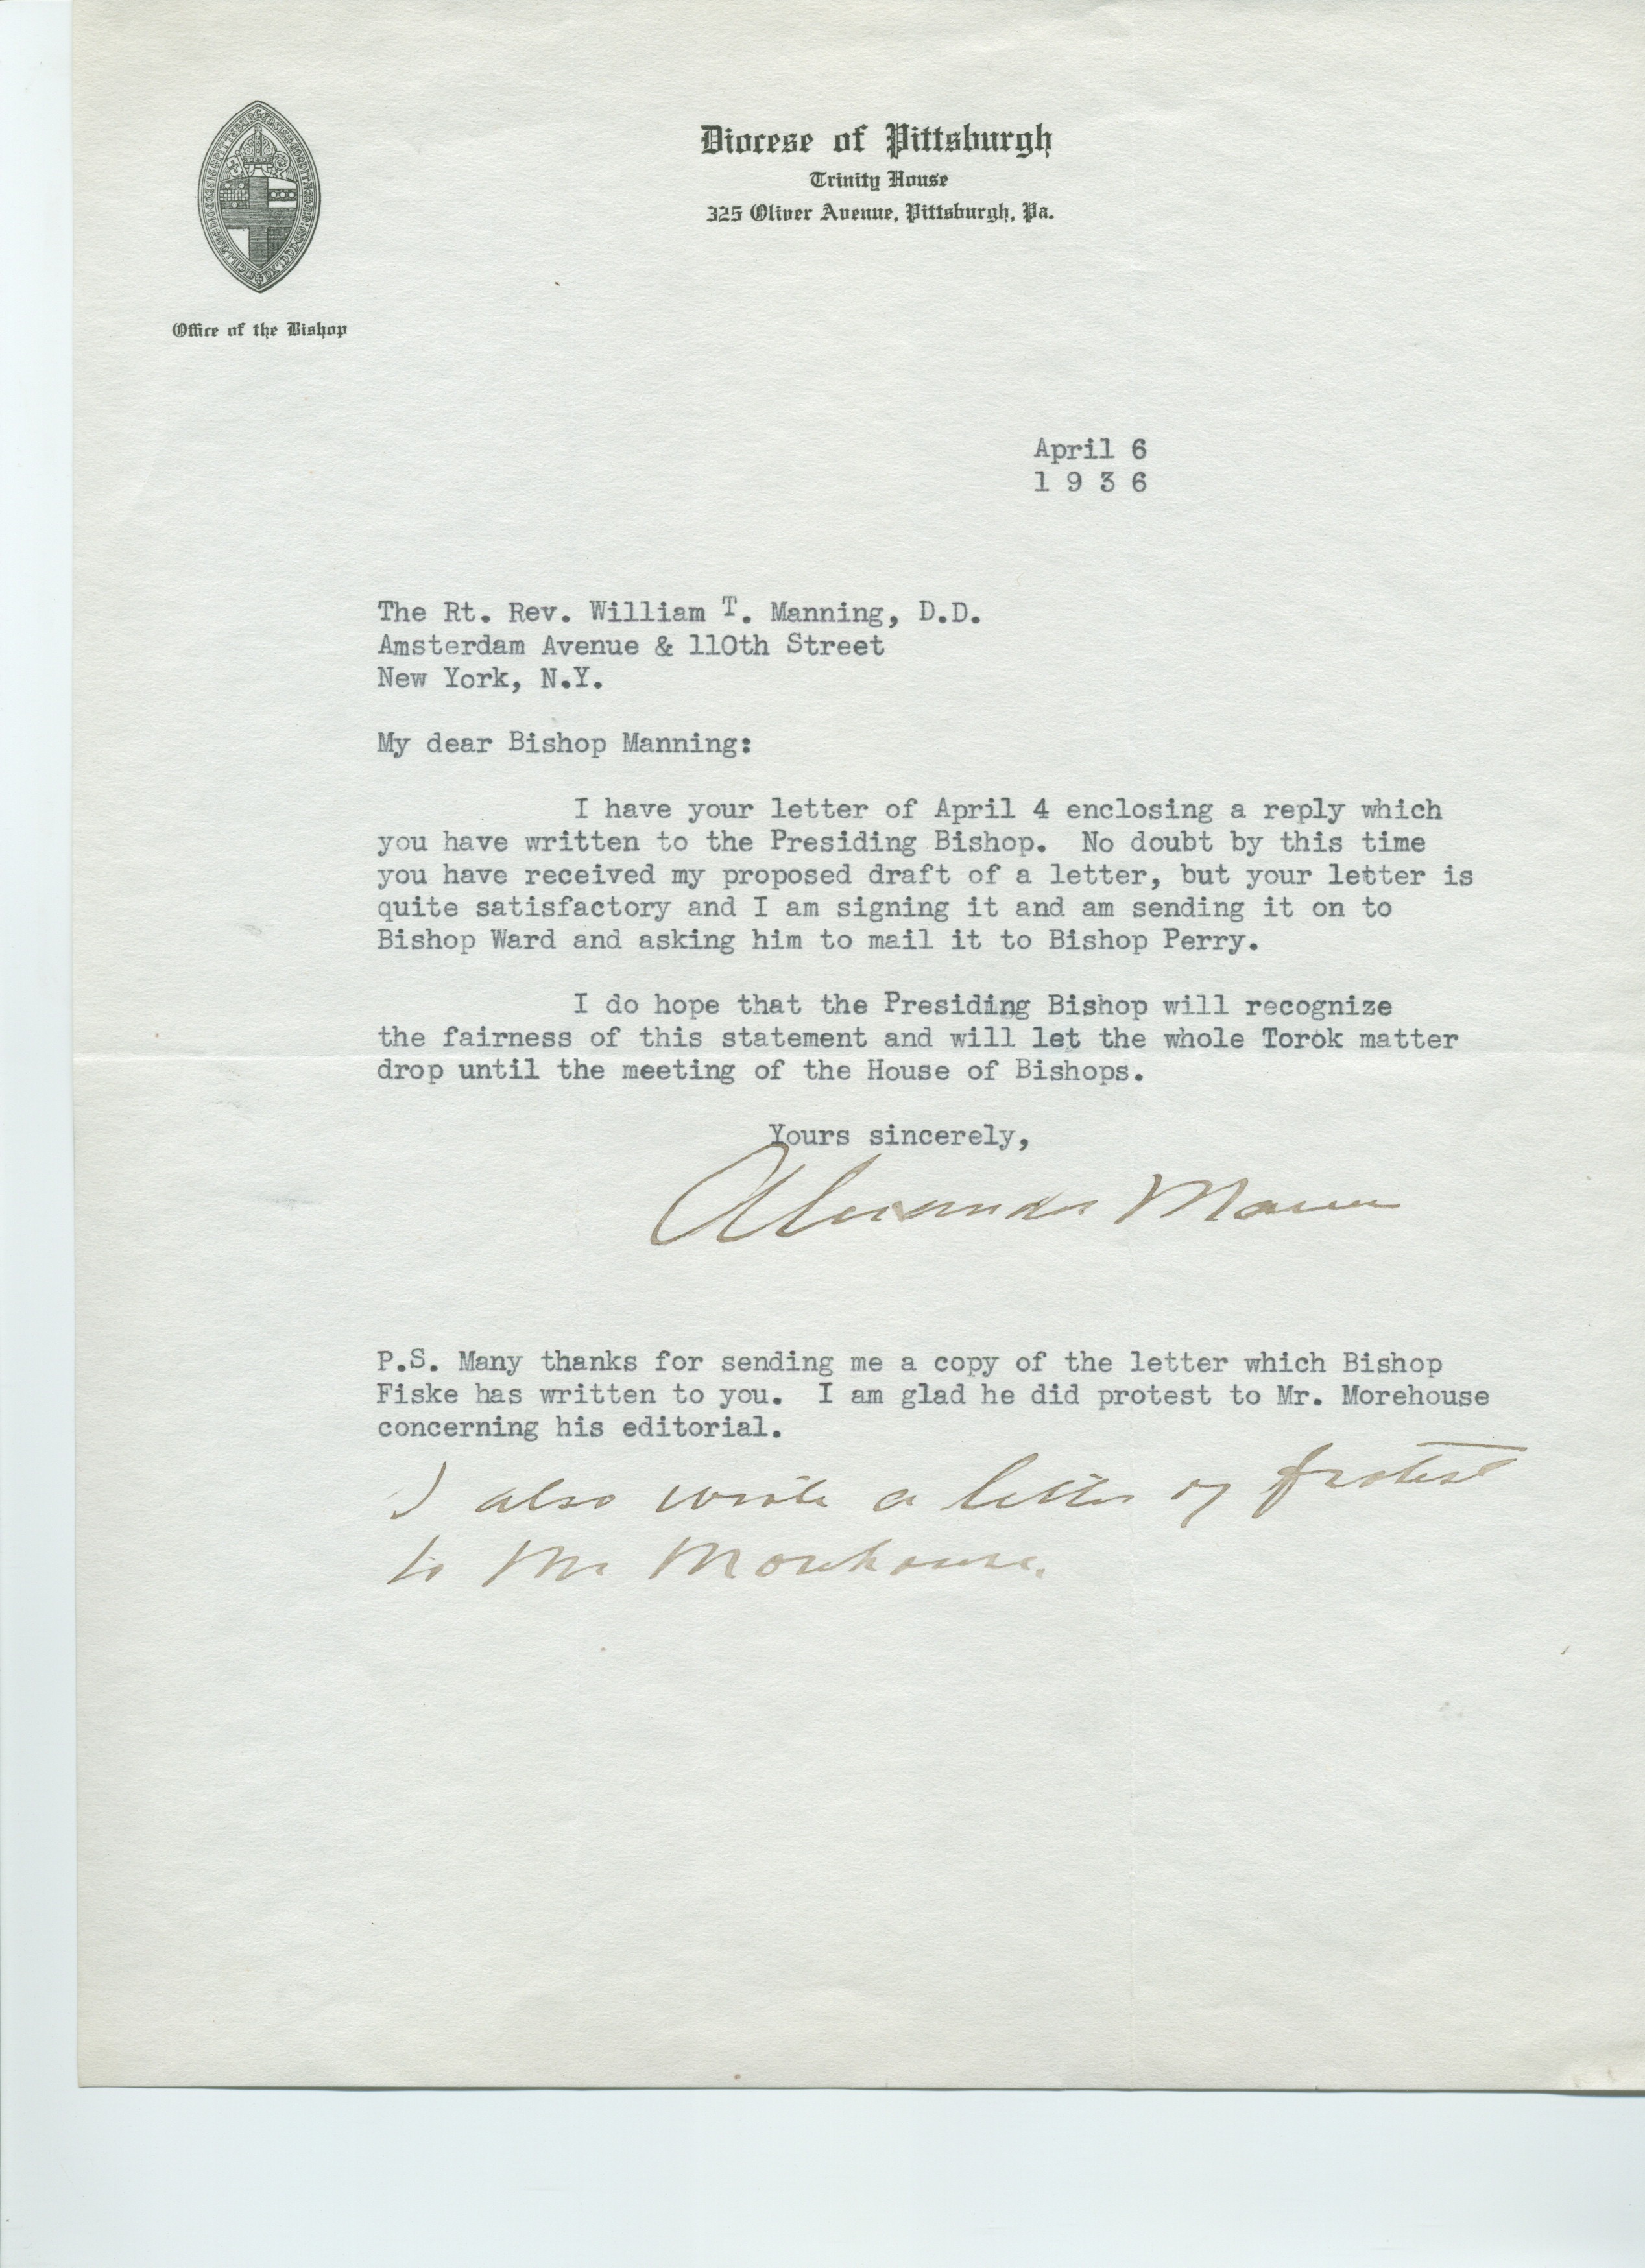 Diocese of Pittsburgh
Trinity House
325 Oliver Avenue, Pittsburgh, Pa.
Office of the Bishop
April 6
1 9 3 6
The Rt. Rev. William T. Manning, D.D.
Amsterdam Avenue & 110th Street
New York, N.Y.
My dear Bishop Manning:
I have your letter of April 4 enclosing a reply which
you have written to the Presiding Bishop. No doubt by this time
you have received my proposed draft of a letter, but your letter is
quite satisfactory and I am signing it and am sending it on to
Bishop Ward and asking him to mail it to Bishop Perry.
I do hope that the Presiding Bishop will recognize
the fairness of this statement and will let the whole Torok matter
drop until the meeting of the House of Bishops.
Yours sincerely,
Alexander Mann
P.S. Many thanks for sending me a copy of the letter which Bishop
Fiske has written to you. I am glad he did protest to Mr. Morehouse
concerning his editorial.
I also wrote a letter of protest
to Mr Morehouse.